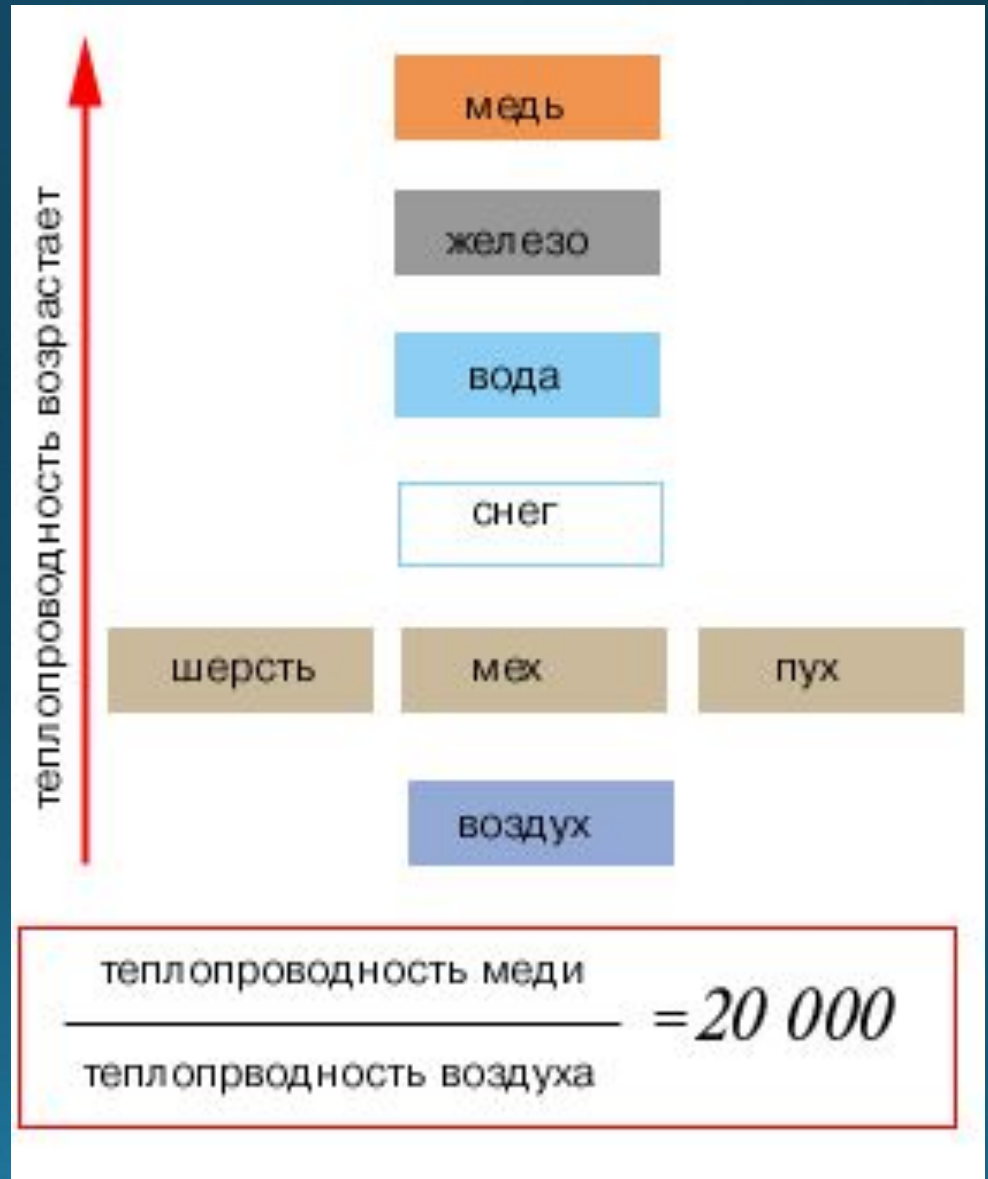 теплопроводность возрастает
медь
железо
вода
снег
шерсть мех пух
воздух
теплопроводность меди
= 20 000
теплопрводность воздуха